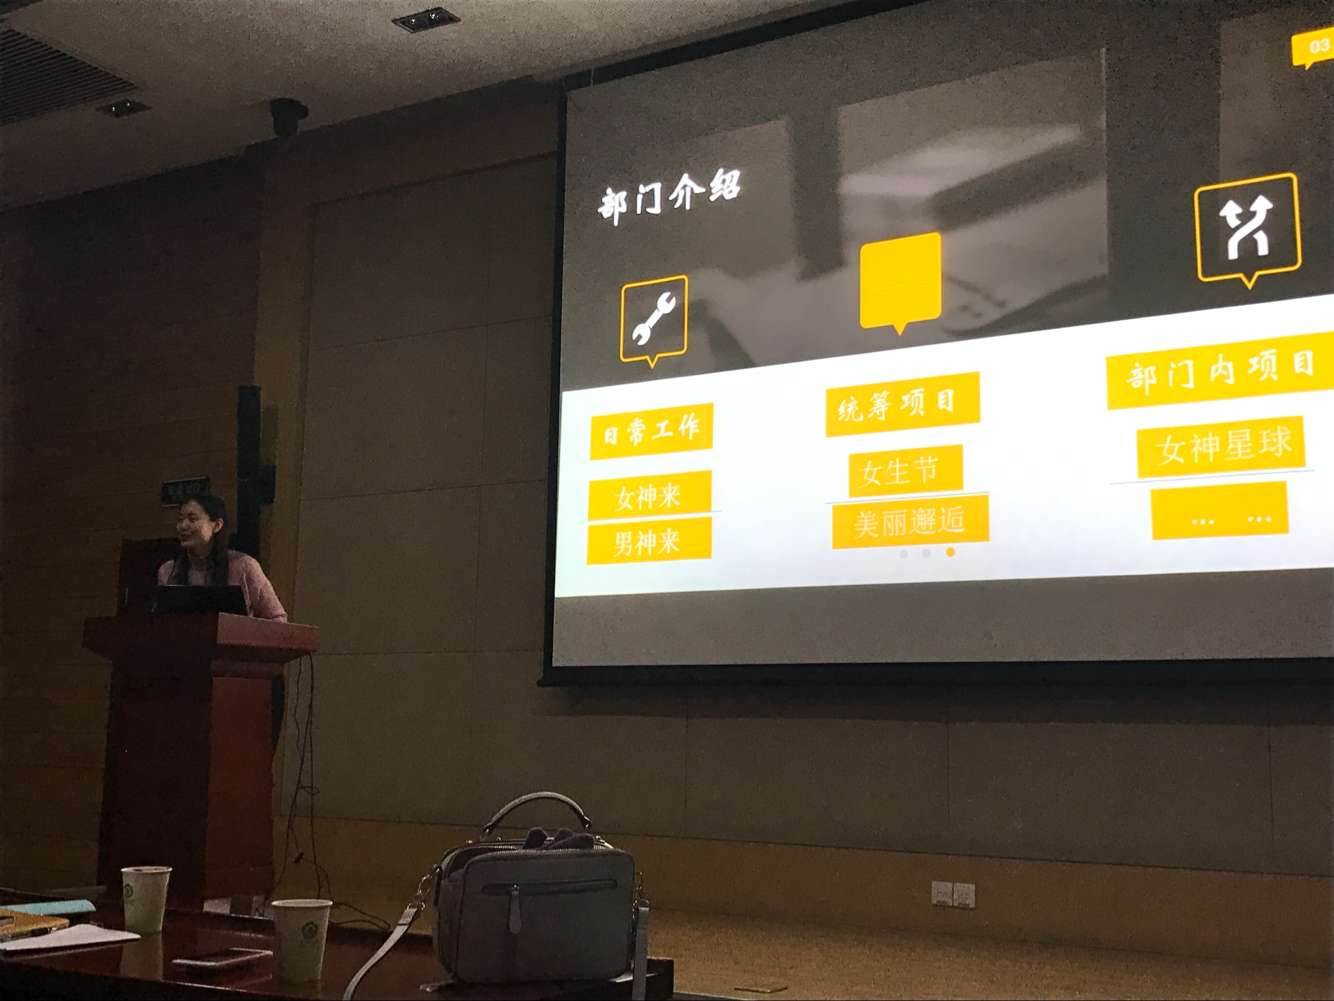 03
部门介绍
日常工作
女神来
男神来
统筹项目
女生节
美丽邂逅
部门内项目
女神星球
... ...